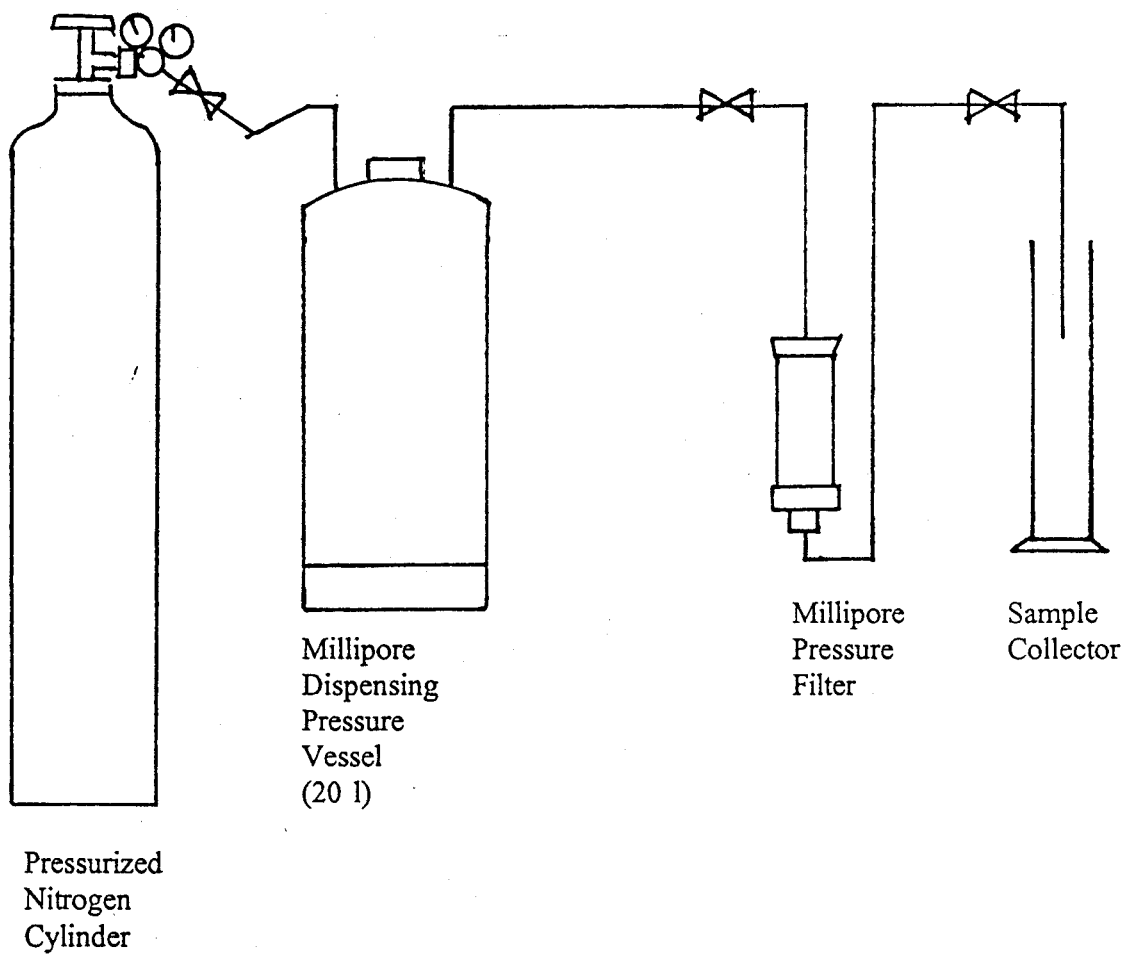 Millipore
Dispensing
Pressure
Vessel
(20 l)
Millipore
Pressure
Filter
Sample
Collector
Pressurized
Nitrogen
Cylinder